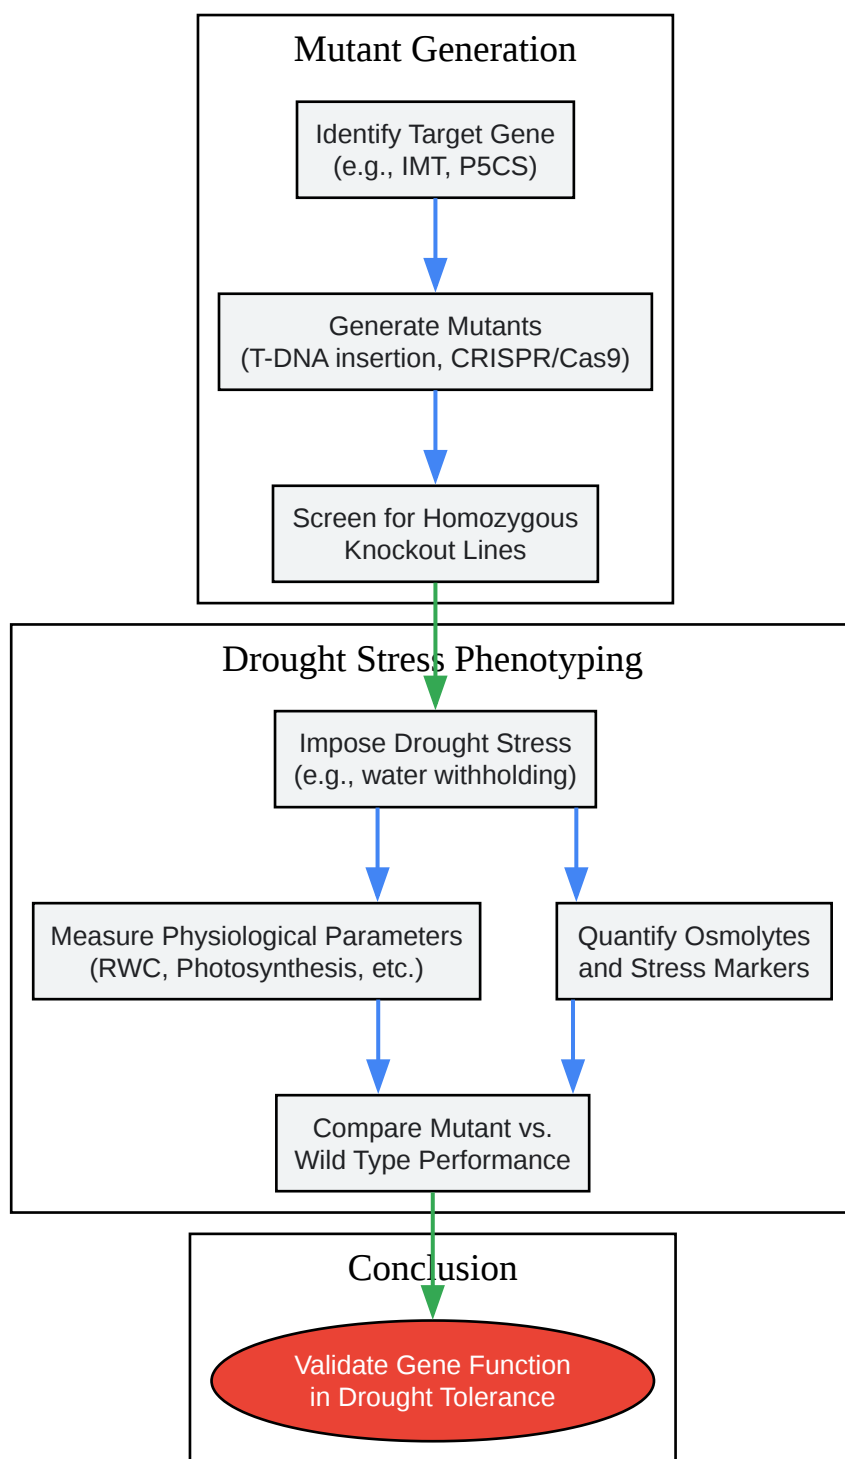 Mutant Generation
Identify Target Gene
(e.g., IMT, P5CS)
Generate Mutants
(T-DNA insertion, CRISPR/Cas9)
Screen for Homozygous
Knockout Lines
Drought Stress Phenotyping
Impose Drought Stress
(e.g., water withholding)
Measure Physiological Parameters
(RWC, Photosynthesis, etc.)
Quantify Osmolytes
and Stress Markers
Compare Mutant vs.
Wild Type Performance
Conclusion
Validate Gene Function
in Drought Tolerance